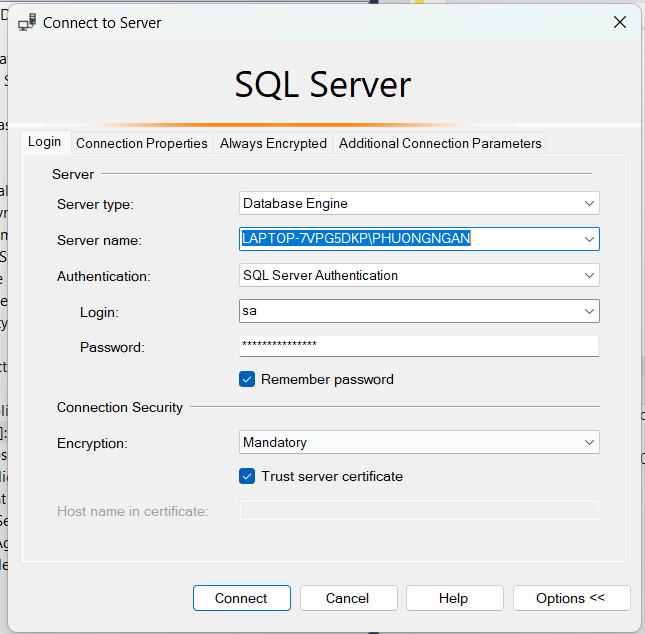 Connect to Server
SQL Server
Login Connection Properties Always Encrypted Additional Connection Parameters
Server
Server type: Database Engine
Server name: LAPTOP-7VPG5DKP\PHUONGNGAN
Authentication: SQL Server Authentication
Login: sa
Password: ***************
Remember password
Connection Security
Encryption: Mandatory
Trust server certificate
Host name in certificate:
Connect Cancel Help Options <<